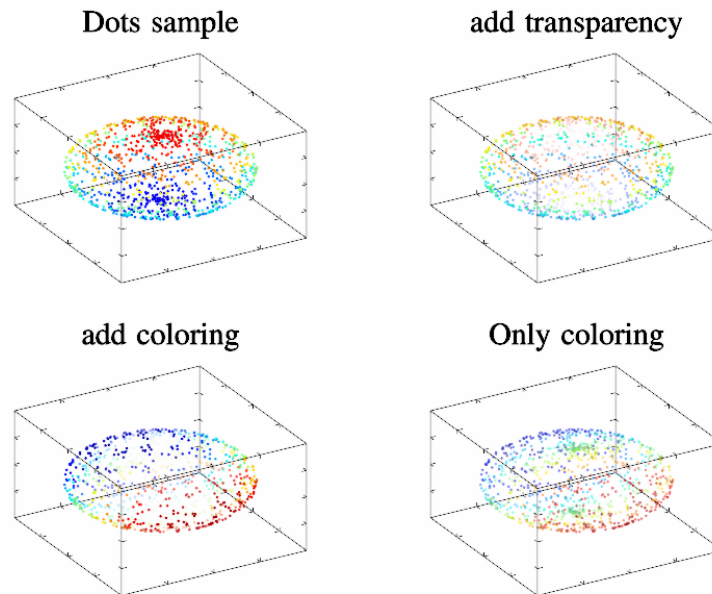 Dots sample
add transparency
add coloring
Only coloring